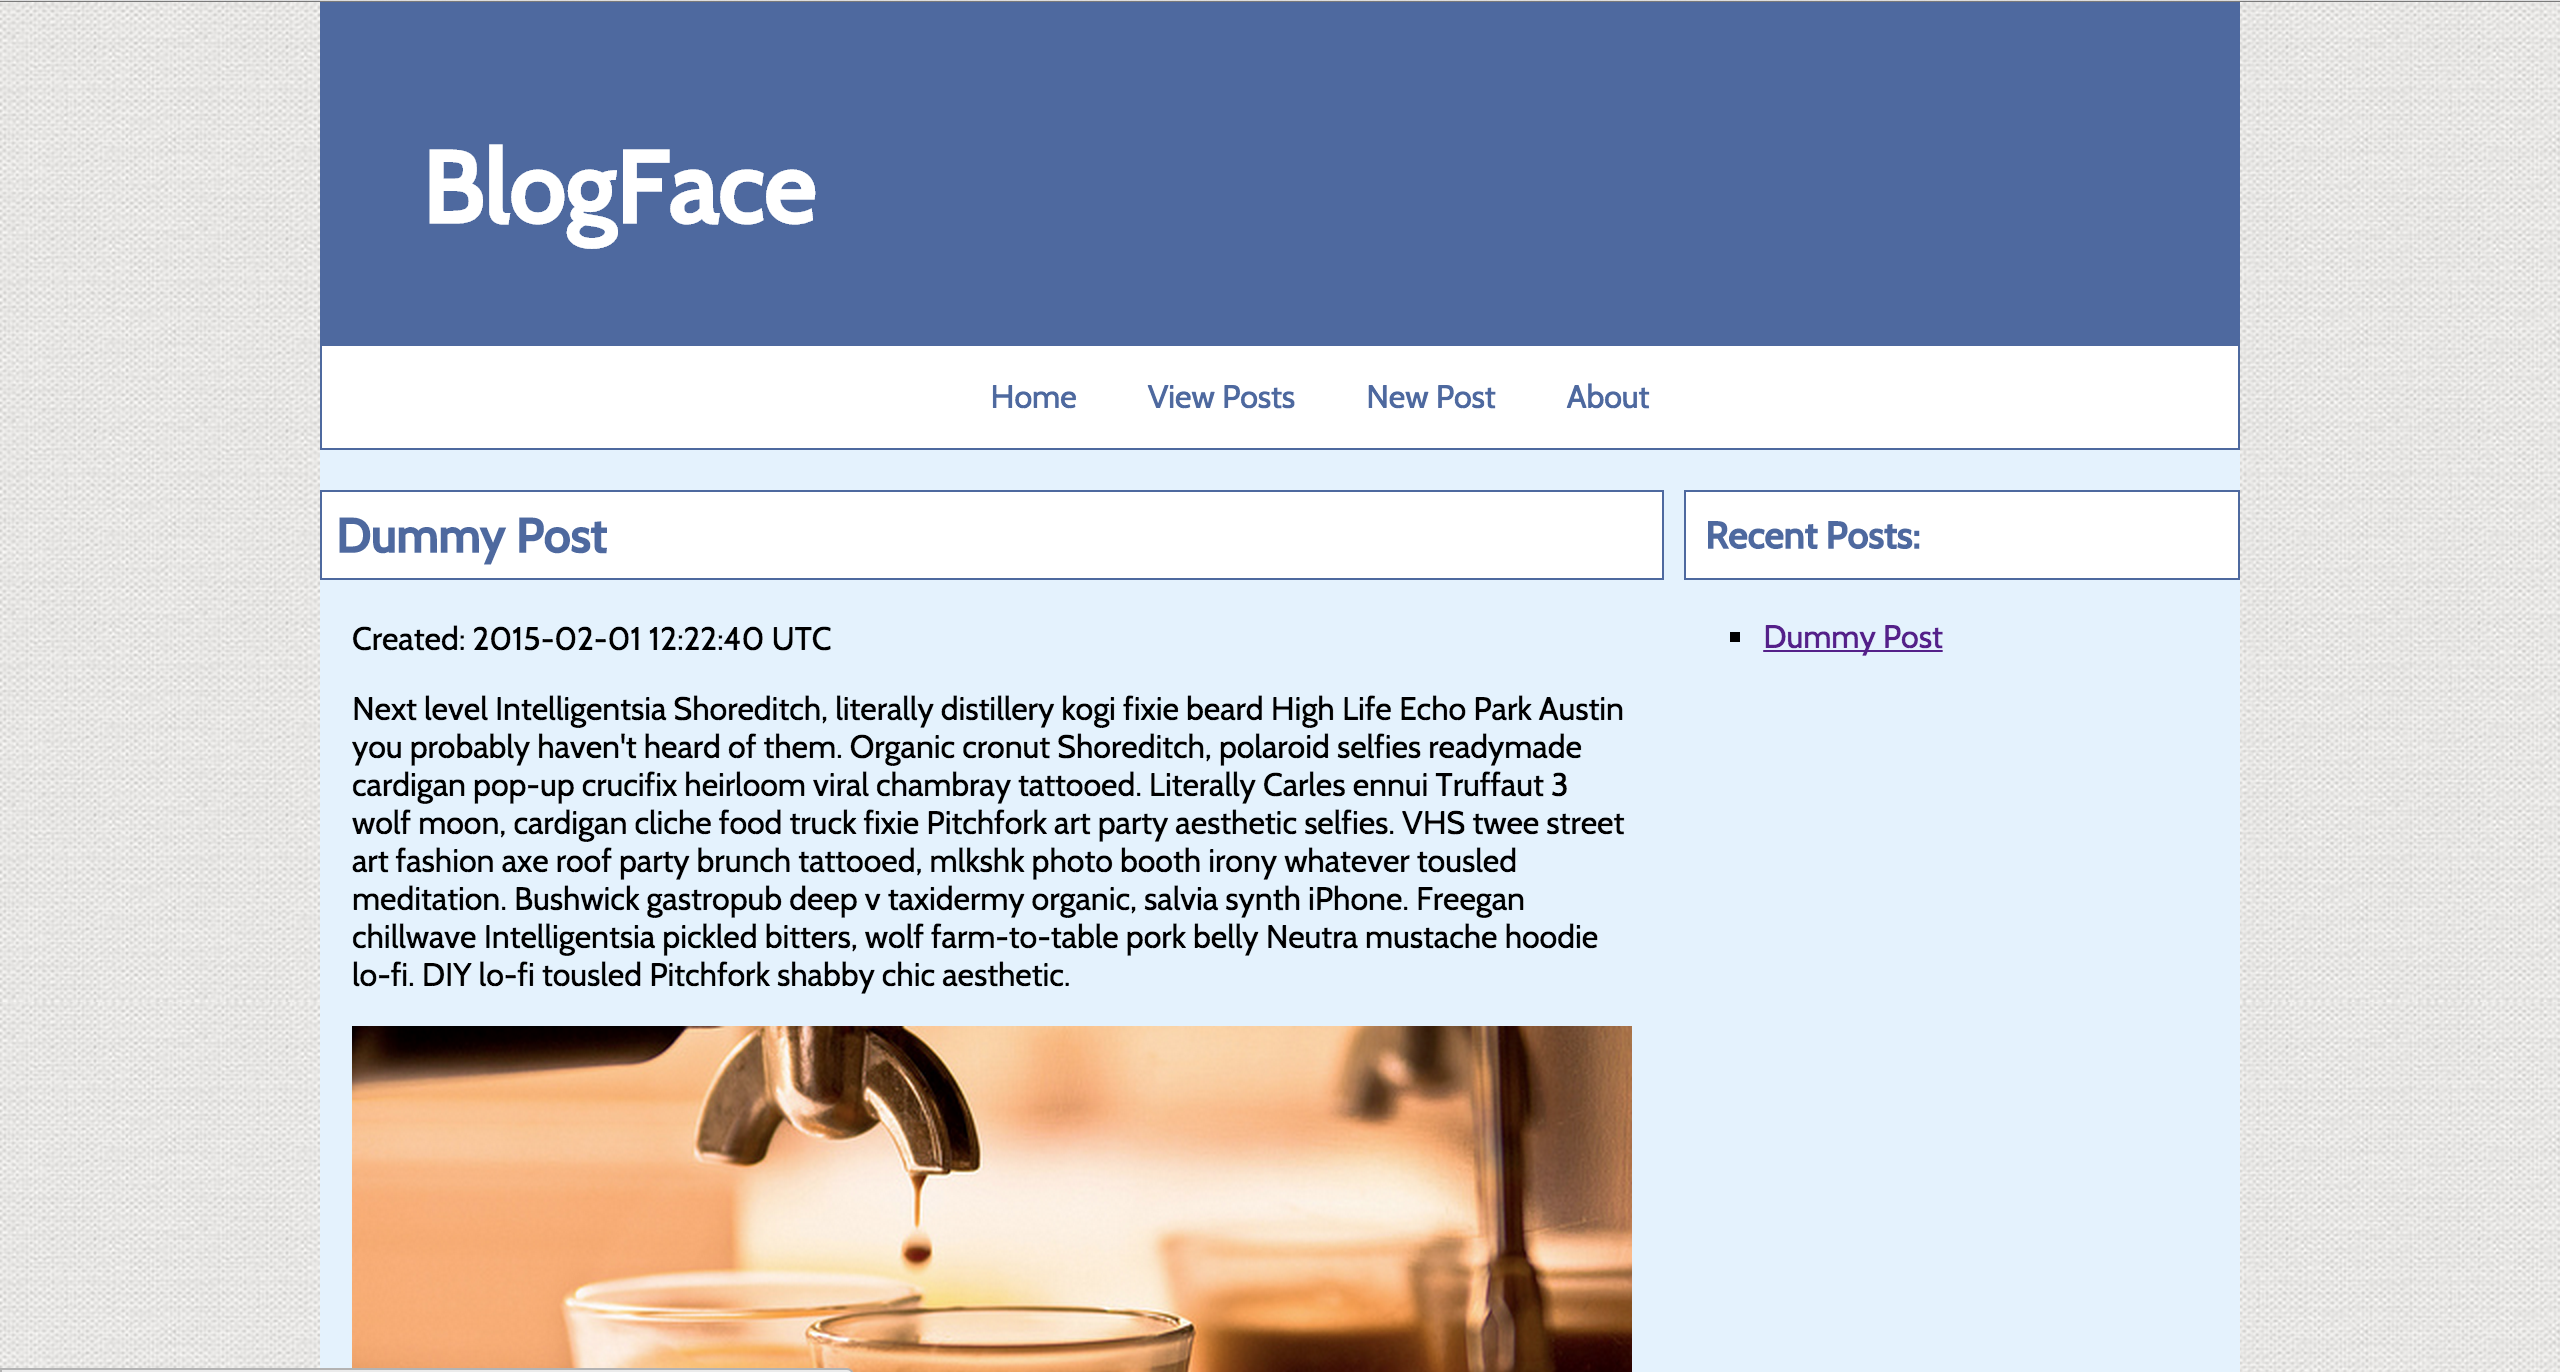 BlogFace
Home View Posts New Post About
Dummy Post
Created: 2015-02-01 12:22:40 UTC
Next level Intelligentsia Shoreditch, literally distillery kogi fixie beard High Life Echo Park Austin
you probably haven't heard of them. Organic cronut Shoreditch, polaroid selfies readymade
cardigan pop-up crucifix heirloom viral chambray tattooed. Literally Carles ennui Truffaut 3
wolf moon, cardigan cliche food truck fixie Pitchfork art party aesthetic selfies. VHS twee street
art fashion axe roof party brunch tattooed, mlkshk photo booth irony whatever tousled
meditation. Bushwick gastropub deep v taxidermy organic, salvia synth iPhone. Freegan
chillwave Intelligentsia pickled bitters, wolf farm-to-table pork belly Neutra mustache hoodie
lo-fi. DIY lo-fi tousled Pitchfork shabby chic aesthetic.
Recent Posts:
Dummy Post